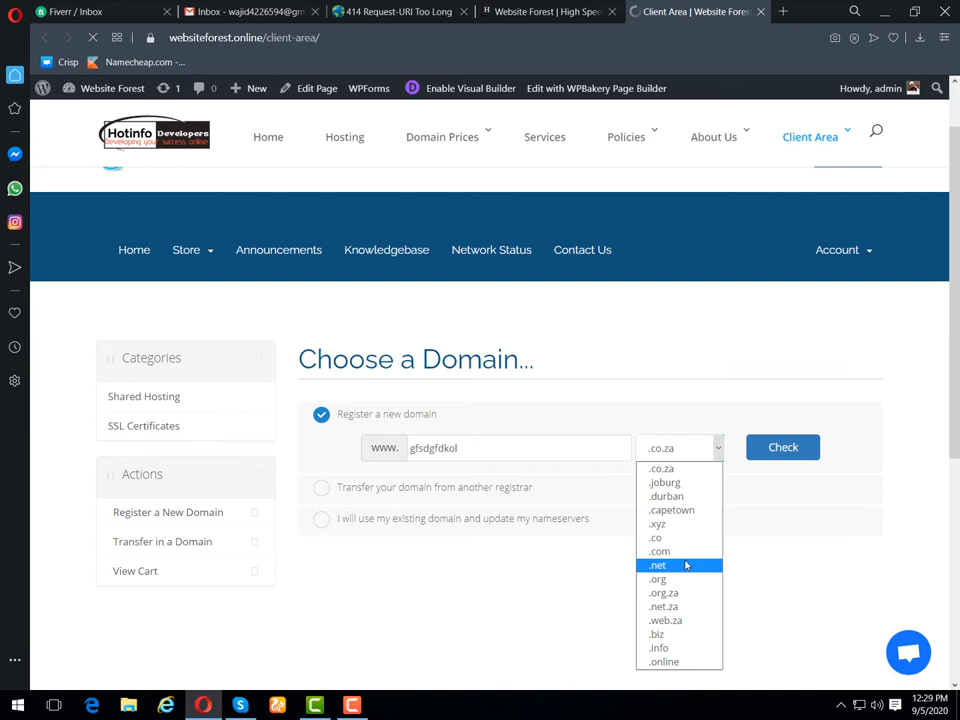 Fiverr / Inbox
Inbox - wajid4226594@gm
414 Request-URI Too Long
H Website Forest | High Spee
Client Area | Website Fores
websiteforest.online/client-area/
Crisp
Namecheap.com -...
Website Forest
1
0
New
Edit Page
WPForms
D Enable Visual Builder
Edit with WPBakery Page Builder
Howdy, admin
Hotinfo Developers
Developing your success online
Home
Hosting
Domain Prices
Services
Policies
About Us
Client Area
Home
Store
Announcements
Knowledgebase
Network Status
Contact Us
Account
Categories
Shared Hosting
SSL Certificates
Actions
Register a New Domain
Transfer in a Domain
View Cart
Choose a Domain...
Register a new domain
www.
gfsdgfdkol
.co.za
Check
.co.za
.joburg
.durban
.capetown
.xyz
.co
.com
.net
.org
.org.za
.net.za
.web.za
.biz
.info
.online
Transfer your domain from another registrar
I will use my existing domain and update my nameservers
12:29 PM
9/5/2020